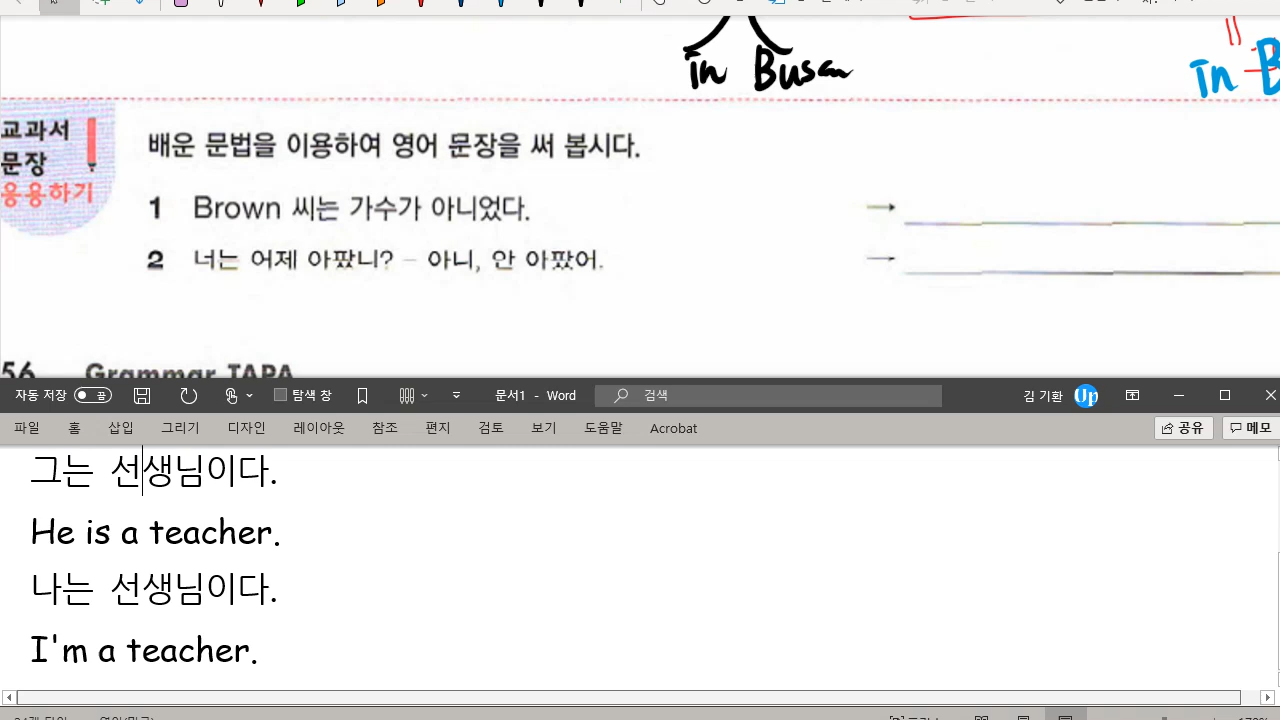 in Busan
in B
교과서
문장
응용하기
배운 문법을 이용하여 영어 문장을 써 봅시다.
1 Brown 씨는 가수가 아니었다. →
2 너는 어제 아팠니? – 아니, 안 아팠어. →
56 Grammar TAPA
자동 저장 끔 탐색 창 문서1 - Word 검색 김 기환 Up
파일 홈 삽입 그리기 디자인 레이아웃 참조 편지 검토 보기 도움말 Acrobat 공유 메모
그는 선생님이다.
He is a teacher.
나는 선생님이다.
I'm a teacher.